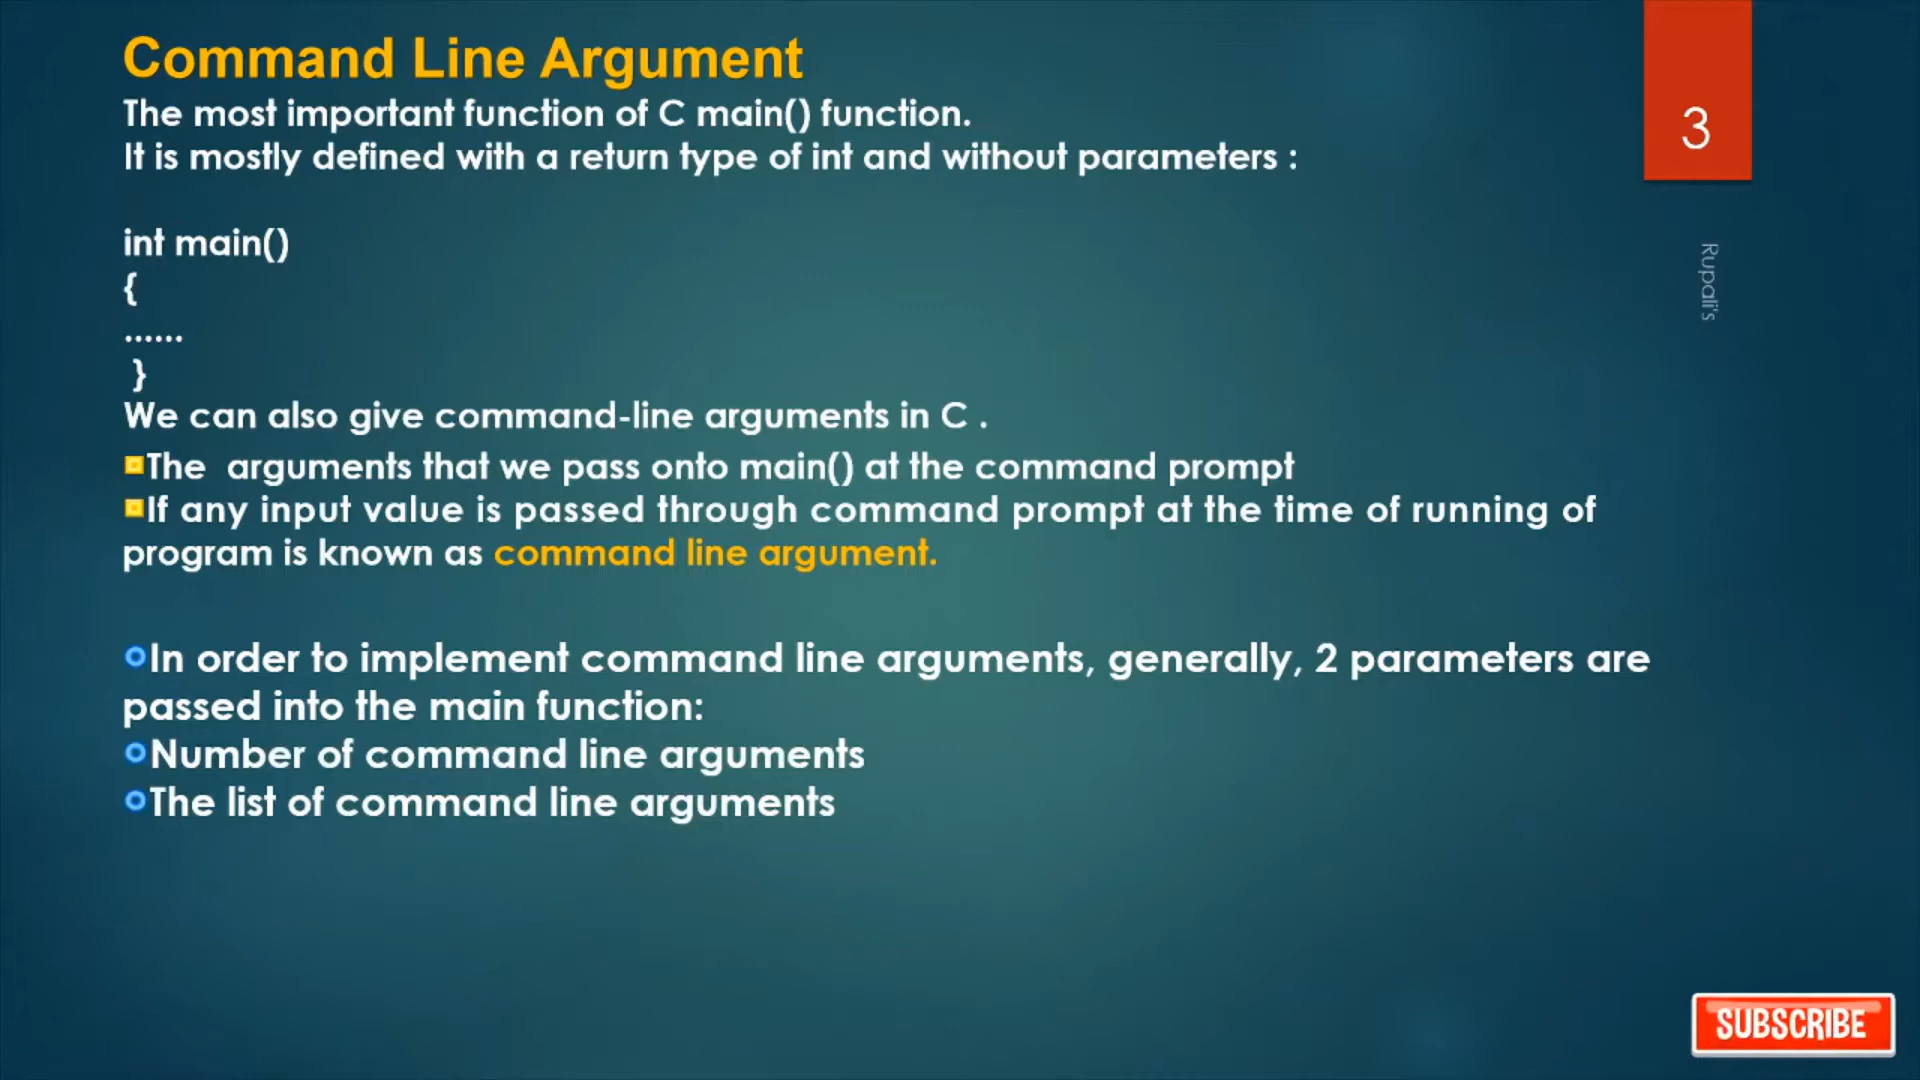 Command Line Argument
The most important function of C main() function.
It is mostly defined with a return type of int and without parameters :
int main()
{
......
}
We can also give command-line arguments in C .
The arguments that we pass onto main() at the command prompt
If any input value is passed through command prompt at the time of running of
program is known as command line argument.
In order to implement command line arguments, generally, 2 parameters are
passed into the main function:
Number of command line arguments
The list of command line arguments
3
Rupali's
SUBSCRIBE